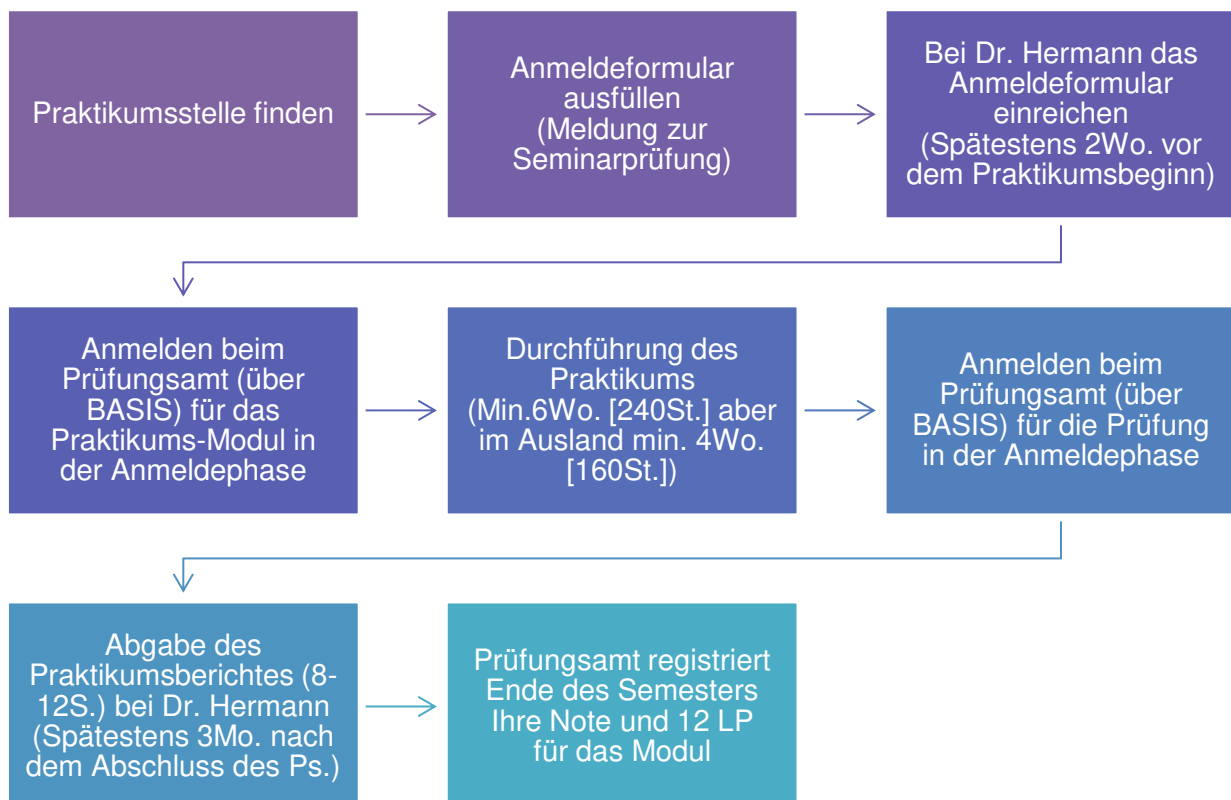 Praktikumsstelle finden
Anmeldeformular
ausfüllen
(Meldung zur
Seminarprüfung)
Bei Dr. Hermann das
Anmeldeformular
einreichen
(Spätestens 2Wo. vor
dem Praktikumsbeginn)
Anmelden beim
Prüfungsamt (über
BASIS) für das
Praktikums-Modul in
der Anmeldephase
Durchführung des
Praktikums
(Min.6Wo. [240St.] aber
im Ausland min. 4Wo.
[160St.])
Anmelden beim
Prüfungsamt (über
BASIS) für die Prüfung
in der Anmeldephase
Abgabe des
Praktikumsberichtes (8-
12S.) bei Dr. Hermann
(Spätestens 3Mo. nach
dem Abschluss des Ps.)
Prüfungsamt registriert
Ende des Semesters
Ihre Note und 12 LP
für das Modul